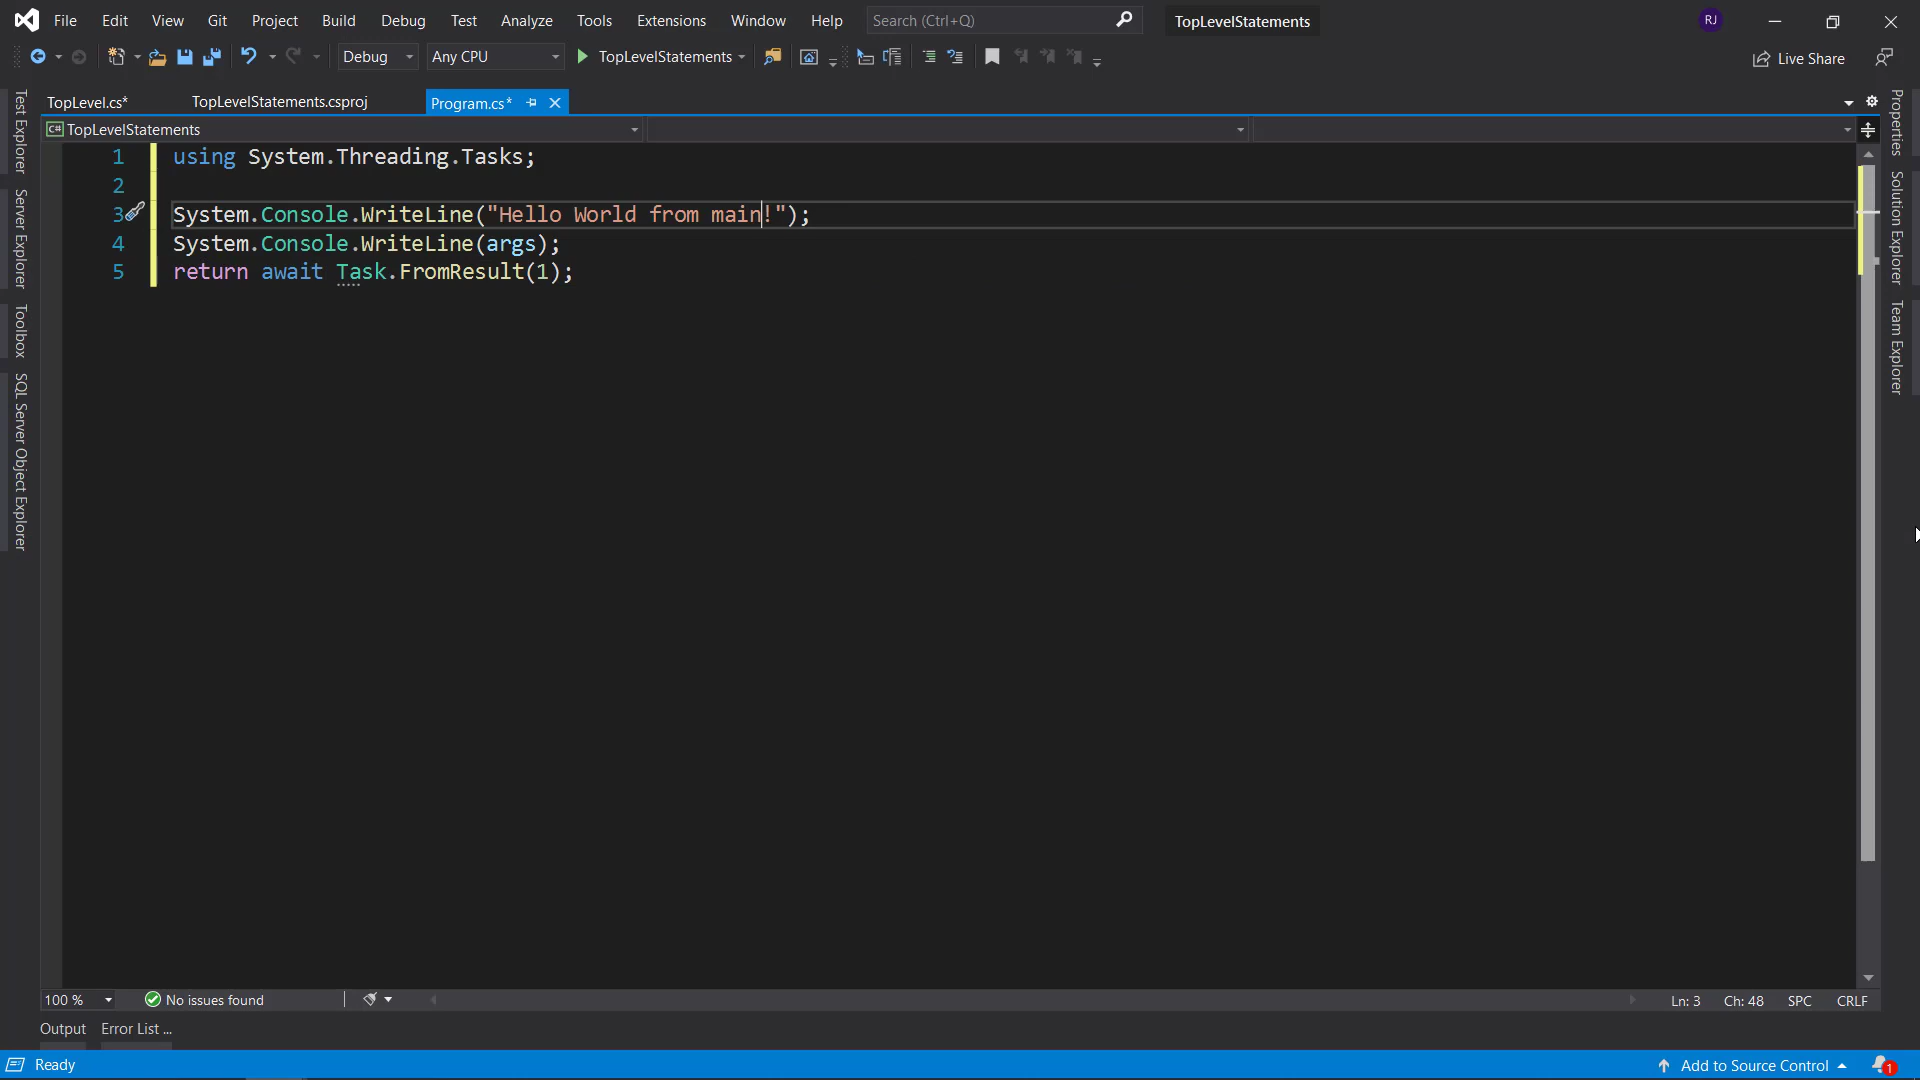 File Edit View Git Project Build Debug Test Analyze Tools Extensions Window Help Search (Ctrl+Q) TopLevelStatements RJ
Debug Any CPU TopLevelStatements Live Share
TopLevel.cs* TopLevelStatements.csproj Program.cs*
C# TopLevelStatements
1 using System.Threading.Tasks;
2
3 System.Console.WriteLine("Hello World from main!");
4 System.Console.WriteLine(args);
5 return await Task.FromResult(1);
Test Explorer
Server Explorer
Toolbox
SQL Server Object Explorer
Properties
Solution Explorer
Team Explorer
100 % No issues found Ln: 3 Ch: 48 SPC CRLF
Output Error List ...
Ready Add to Source Control 1